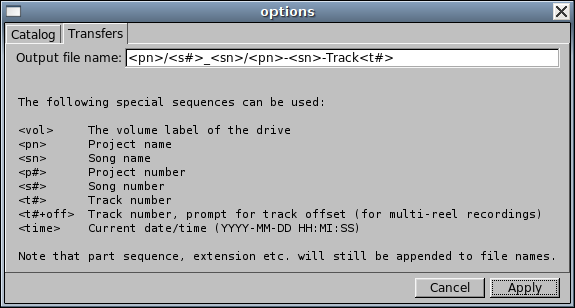 options
Catalog Transfers
Output file name: <pn>/<s#>_<sn>/<pn>-<sn>-Track<t#>
The following special sequences can be used:
<vol> The volume label of the drive
<pn> Project name
<sn> Song name
<p#> Project number
<s#> Song number
<t#> Track number
<t#+off> Track number, prompt for track offset (for multi-reel recordings)
<time> Current date/time (YYYY-MM-DD HH:MI:SS)
Note that part sequence, extension etc. will still be appended to file names.
Cancel Apply